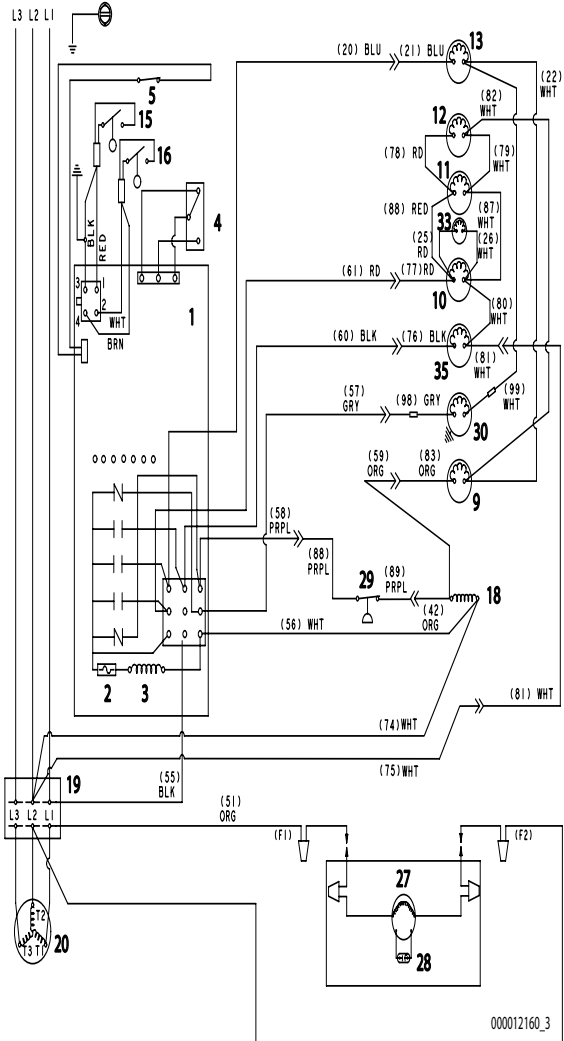 L3 L2 L1
(20) BLU
(21) BLU
13
(22)
WHT
5
15
16
12
(82)
WHT
(78) RD
(79)
WHT
11
(88) RED
(87)
WHT
33
4
BLK
RED
(25)
RD
(26)
WHT
(61) RD
(77)RD
10
3
1
4
2
1
WHT
BRN
(80)
WHT
(60) BLK
(76) BLK
35
(81)
WHT
(57)
GRY
(98) GRY
(99)
WHT
30
(59)
ORG
(83)
ORG
9
(58)
PRPL
(88)
PRPL
29
(89)
PRPL
18
(42)
ORG
(56) WHT
2
3
(81) WHT
(74)WHT
(75)WHT
19
(55)
BLK
(51)
ORG
L3 L2 L1
(F1)
(F2)
27
T2
T3 T1
20
28
000012160_3